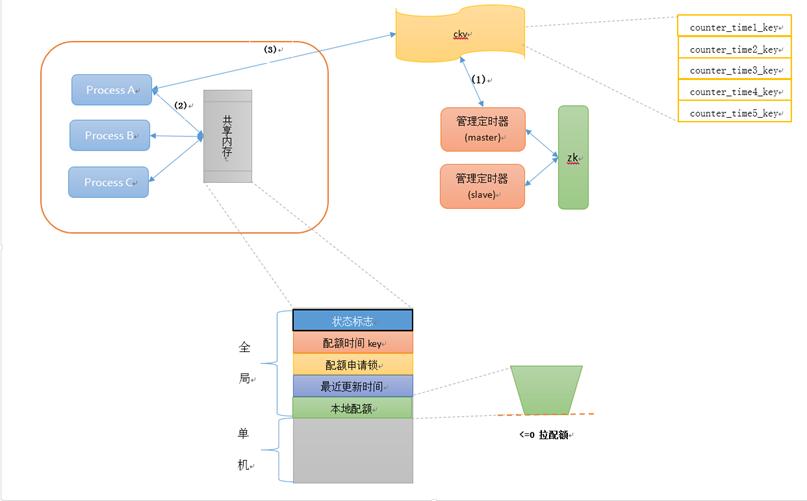 (3)
ckv
counter_time1_key
counter_time2_key
counter_time3_key
counter_time4_key
counter_time5_key
Process A
(2)
Process B
Process C
共享内存
(1)
管理定时器
(master)
管理定时器
(slave)
zk
全局
状态标志
配额时间 key
配额申请锁
最近更新时间
本地配额
单机
<=0 拉配额